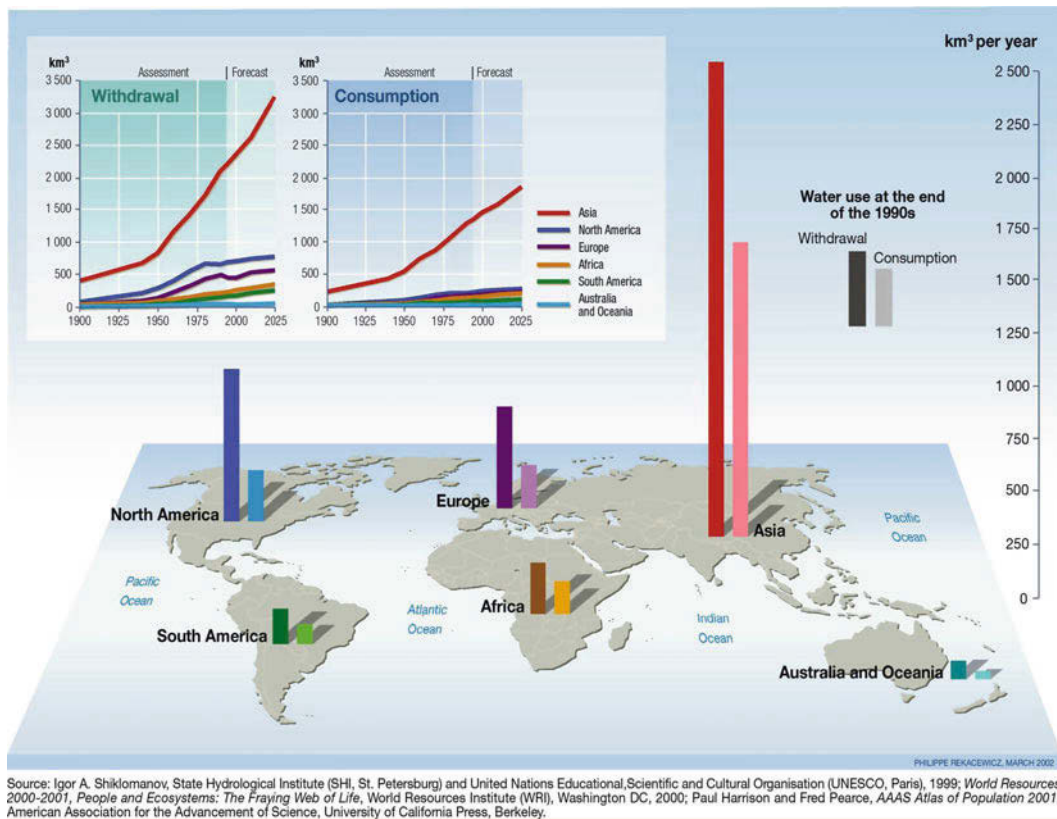 km³ per year
2 500
2 250
2 000
1 750
1 500
1 250
1 000
750
500
250
0
km³
3 500
3 000
2 500
2 000
1 500
1 000
500
0
Assessment
Forecast
Withdrawal
1900 1925 1950 1975 2000 2025
km³
3 500
3 000
2 500
2 000
1 500
1 000
500
0
Assessment
Forecast
Consumption
1900 1925 1950 1975 2000 2025
Asia
North America
Europe
Africa
South America
Australia
and Oceania
Water use at the end
of the 1990s
Withdrawal
Consumption
North America
Europe
Asia
Pacific
Ocean
Pacific
Ocean
South America
Atlantic
Ocean
Africa
Indian
Ocean
Australia and Oceania
PHILIPPE REKACEWICZ, MARCH 2002
Source: Igor A. Shiklomanov, State Hydrological Institute (SHI, St. Petersburg) and United Nations Educational,Scientific and Cultural Organisation (UNESCO, Paris), 1999; World Resources
2000-2001, People and Ecosystems: The Fraying Web of Life, World Resources Institute (WRI), Washington DC, 2000; Paul Harrison and Fred Pearce, AAAS Atlas of Population 2001,
American Association for the Advancement of Science, University of California Press, Berkeley.